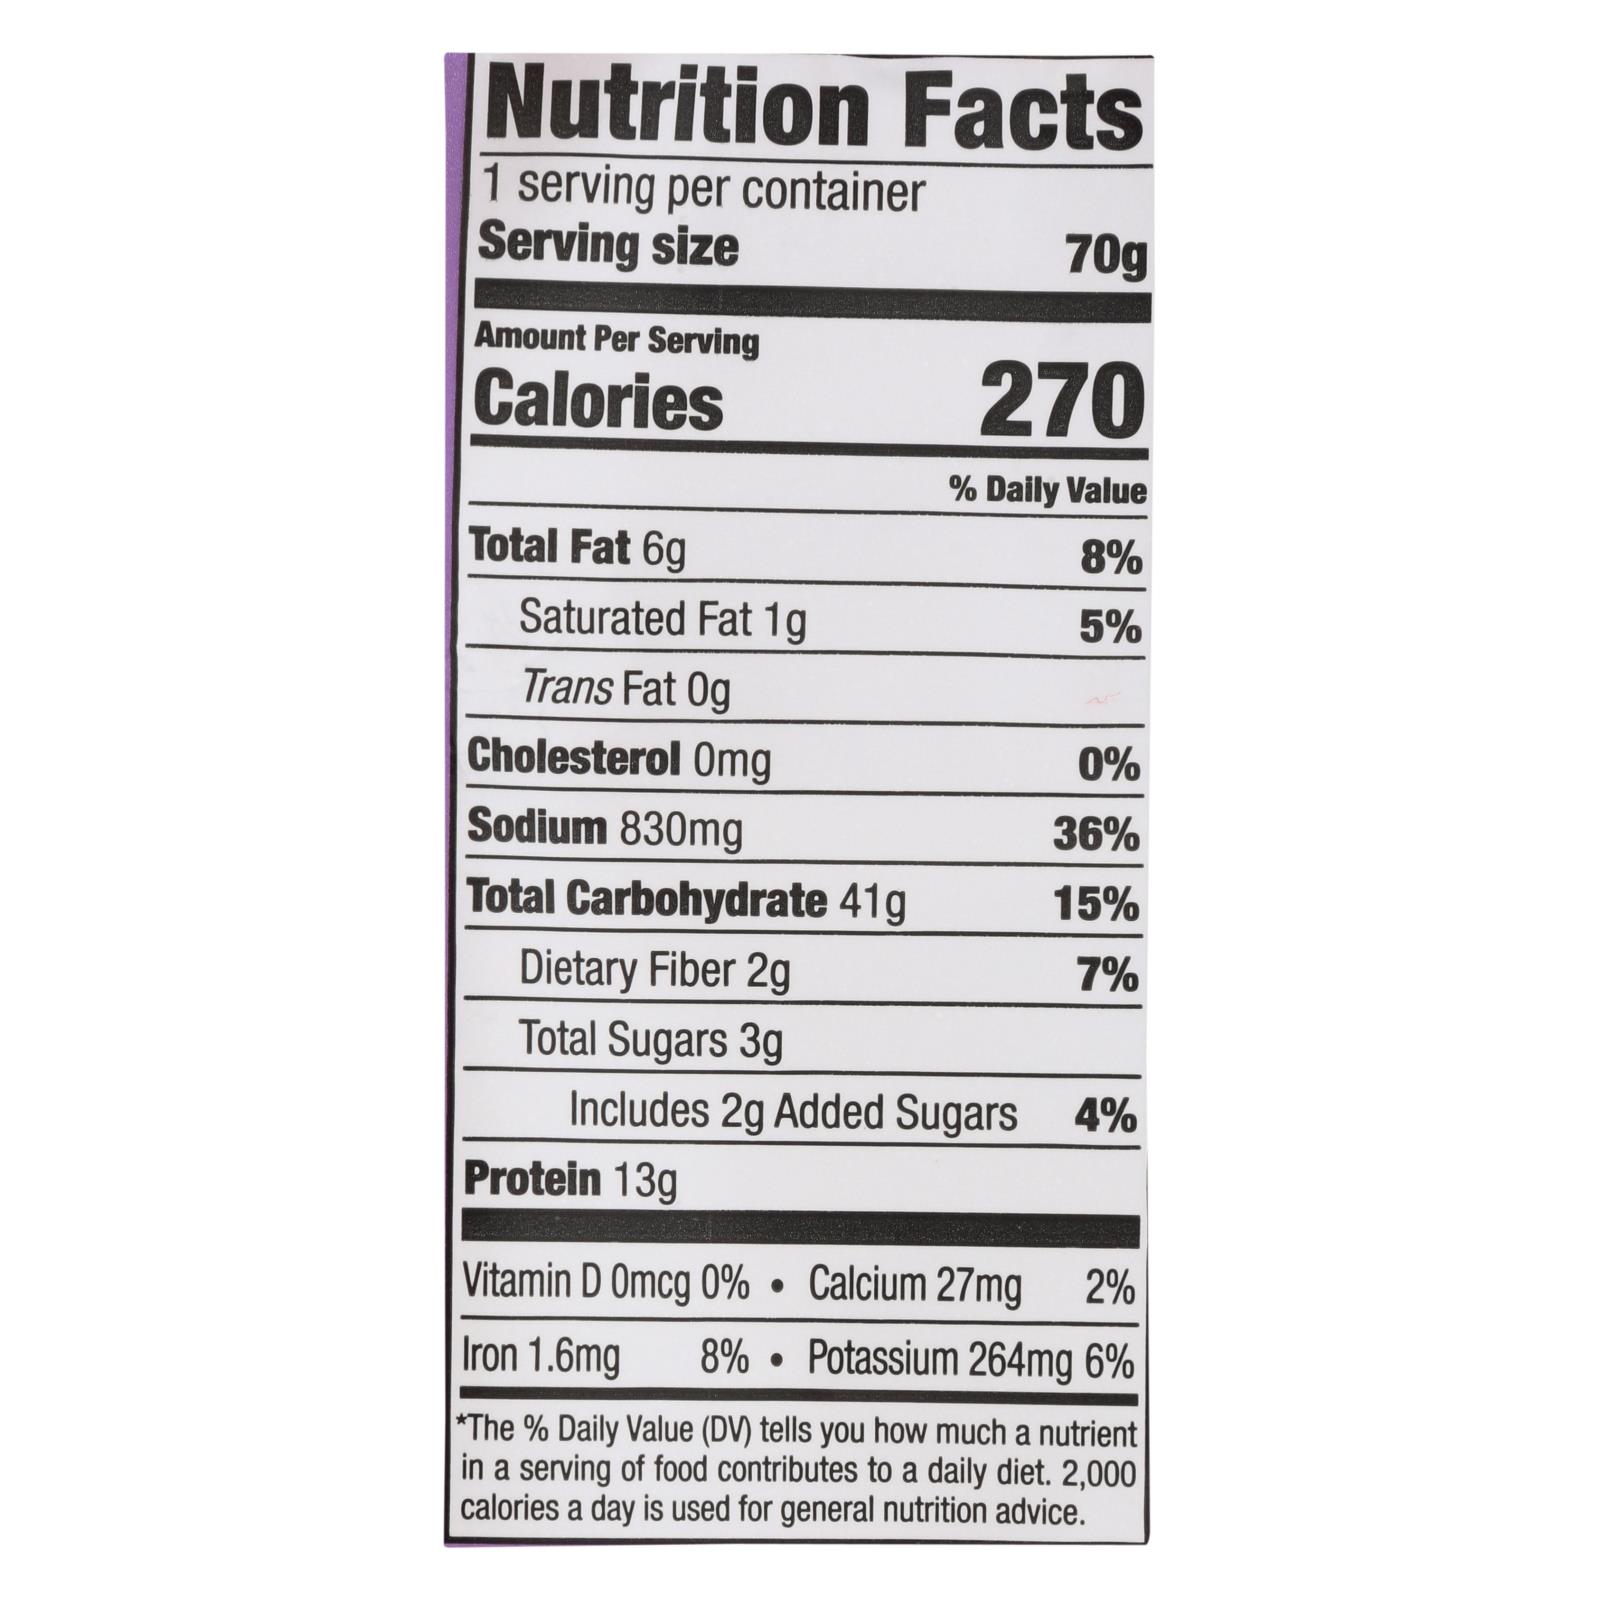 Nutrition Facts
1 serving per container
Serving size 70g
Amount Per Serving
Calories 270
% Daily Value
Total Fat 6g 8%
Saturated Fat 1g 5%
Trans Fat 0g
Cholesterol 0mg 0%
Sodium 830mg 36%
Total Carbohydrate 41g 15%
Dietary Fiber 2g 7%
Total Sugars 3g
Includes 2g Added Sugars 4%
Protein 13g
Vitamin D 0mcg 0% • Calcium 27mg 2%
Iron 1.6mg 8% • Potassium 264mg 6%
*The % Daily Value (DV) tells you how much a nutrient
in a serving of food contributes to a daily diet. 2,000
calories a day is used for general nutrition advice.